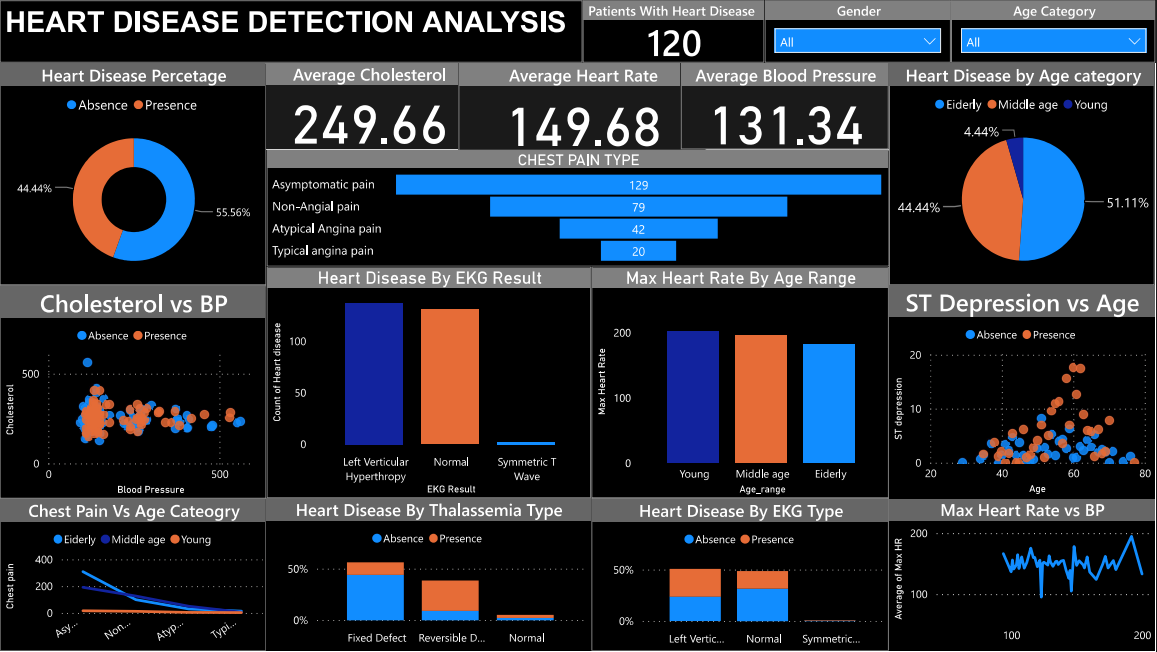 HEART DISEASE DETECTION ANALYSIS
Patients With Heart Disease
120
Gender
All
Age Category
All
Heart Disease Percetage
Absence Presence
44.44%
55.56%
Average Cholesterol
249.66
Average Heart Rate
149.68
Average Blood Pressure
131.34
CHEST PAIN TYPE
Asymptomatic pain 129
Non-Angial pain 79
Atypical Angina pain 42
Typical angina pain 20
Heart Disease by Age category
Eiderly Middle age Young
4.44%
44.44%
51.11%
Cholesterol vs BP
Absence Presence
Cholesterol
500
0
0 500
Blood Pressure
Heart Disease By EKG Result
Count of Heart disease
100
50
0
Left Verticular Hyperthropy
Normal
Symmetric T Wave
EKG Result
Max Heart Rate By Age Range
Max Heart Rate
200
100
0
Young Middle age Eiderly
Age_range
ST Depression vs Age
Absence Presence
ST depression
20
10
0
20 40 60 80
Age
Chest Pain Vs Age Cateogry
Eiderly Middle age Young
Chest pain
400
200
0
Asy... Non... Atyp... Typi...
Heart Disease By Thalassemia Type
Absence Presence
50%
0%
Fixed Defect Reversible D... Normal
Heart Disease By EKG Type
Absence Presence
50%
0%
Left Vertic... Normal Symmetric...
Max Heart Rate vs BP
Average of Max HR
200
100
100 200